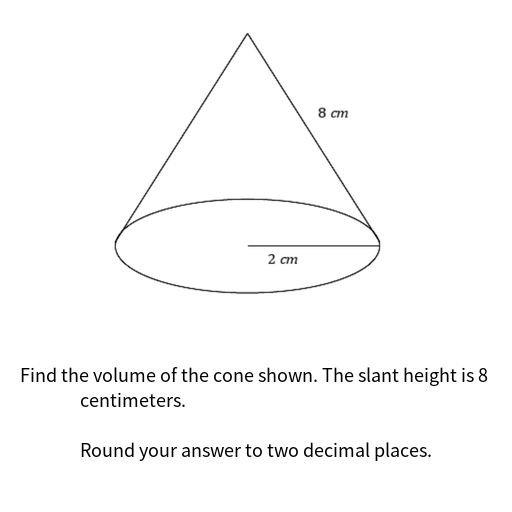 8 cm
2 cm
Find the volume of the cone shown. The slant height is 8
centimeters.
Round your answer to two decimal places.